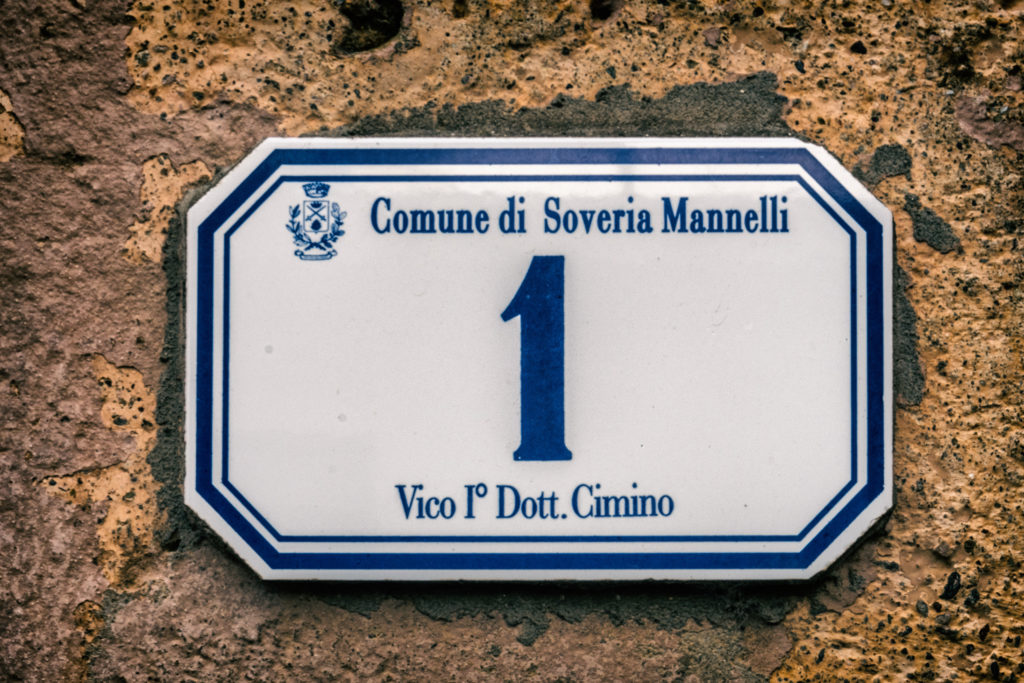 Comune di Soveria Mannelli
1
Vico I° Dott. Cimino